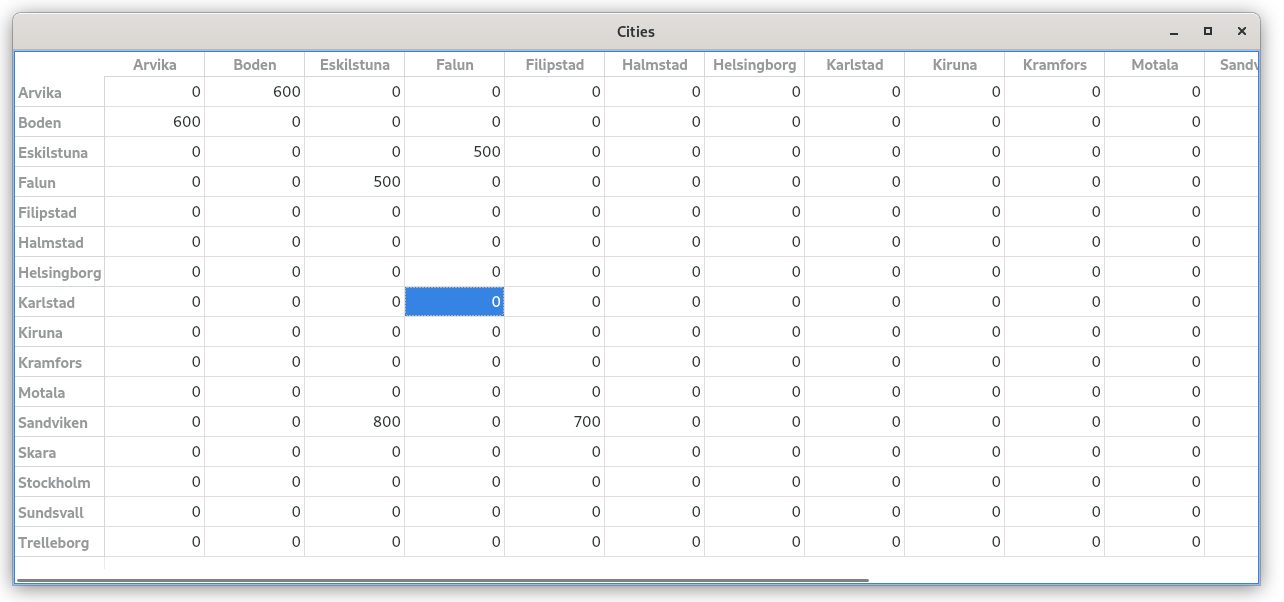 Cities
Arvika Boden Eskilstuna Falun Filipstad Halmstad Helsingborg Karlstad Kiruna Kramfors Motala
Arvika 0 600 0 0 0 0 0 0 0 0 0
Boden 600 0 0 0 0 0 0 0 0 0 0
Eskilstuna 0 0 0 500 0 0 0 0 0 0 0
Falun 0 0 500 0 0 0 0 0 0 0 0
Filipstad 0 0 0 0 0 0 0 0 0 0 0
Halmstad 0 0 0 0 0 0 0 0 0 0 0
Helsingborg 0 0 0 0 0 0 0 0 0 0 0
Karlstad 0 0 0 0 0 0 0 0 0 0 0
Kiruna 0 0 0 0 0 0 0 0 0 0 0
Kramfors 0 0 0 0 0 0 0 0 0 0 0
Motala 0 0 0 0 0 0 0 0 0 0 0
Sandviken 0 0 800 0 700 0 0 0 0 0 0
Skara 0 0 0 0 0 0 0 0 0 0 0
Stockholm 0 0 0 0 0 0 0 0 0 0 0
Sundsvall 0 0 0 0 0 0 0 0 0 0 0
Trelleborg 0 0 0 0 0 0 0 0 0 0 0